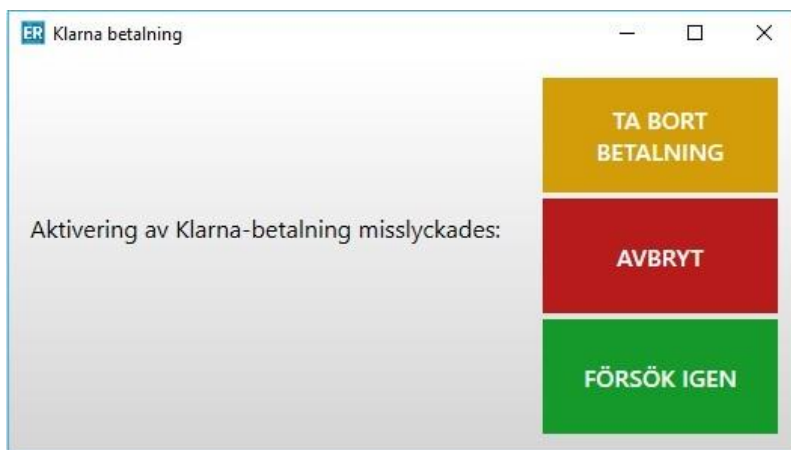 ER Klarna betalning
TA BORT
BETALNING
Aktivering av Klarna-betalning misslyckades:
AVBRYT
FÖRSÖK IGEN